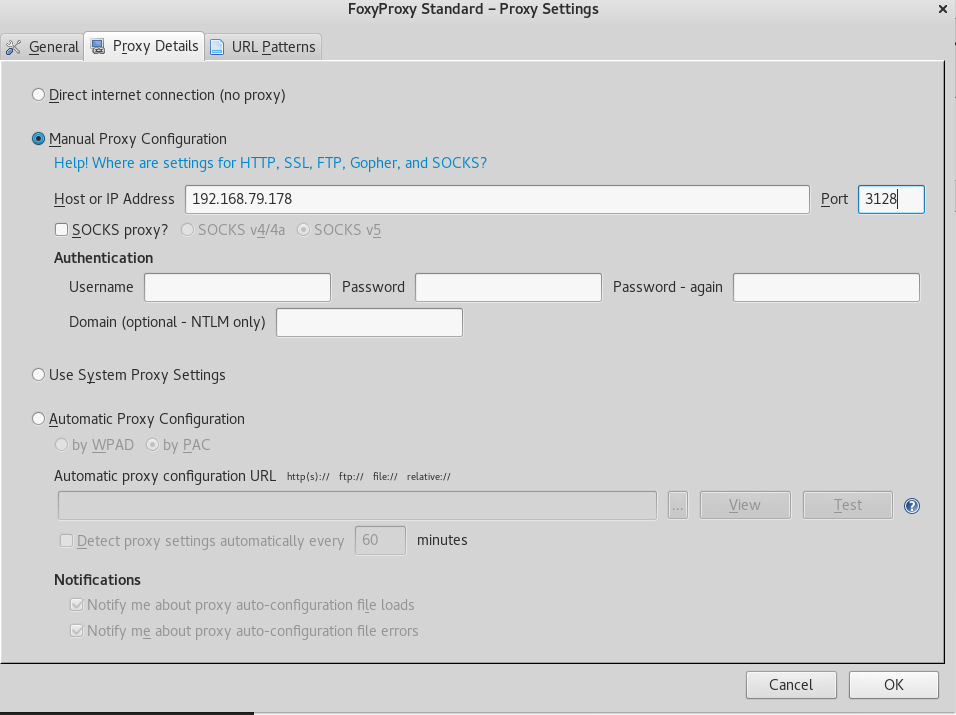 FoxyProxy Standard – Proxy Settings
General Proxy Details URL Patterns
Direct internet connection (no proxy)
Manual Proxy Configuration
Help! Where are settings for HTTP, SSL, FTP, Gopher, and SOCKS?
Host or IP Address 192.168.79.178 Port 3128
SOCKS proxy? SOCKS v4/4a SOCKS v5
Authentication
Username Password Password - again
Domain (optional - NTLM only)
Use System Proxy Settings
Automatic Proxy Configuration
by WPAD by PAC
Automatic proxy configuration URL http(s):// ftp:// file:// relative://
... View Test ?
Detect proxy settings automatically every 60 minutes
Notifications
Notify me about proxy auto-configuration file loads
Notify me about proxy auto-configuration file errors
Cancel OK